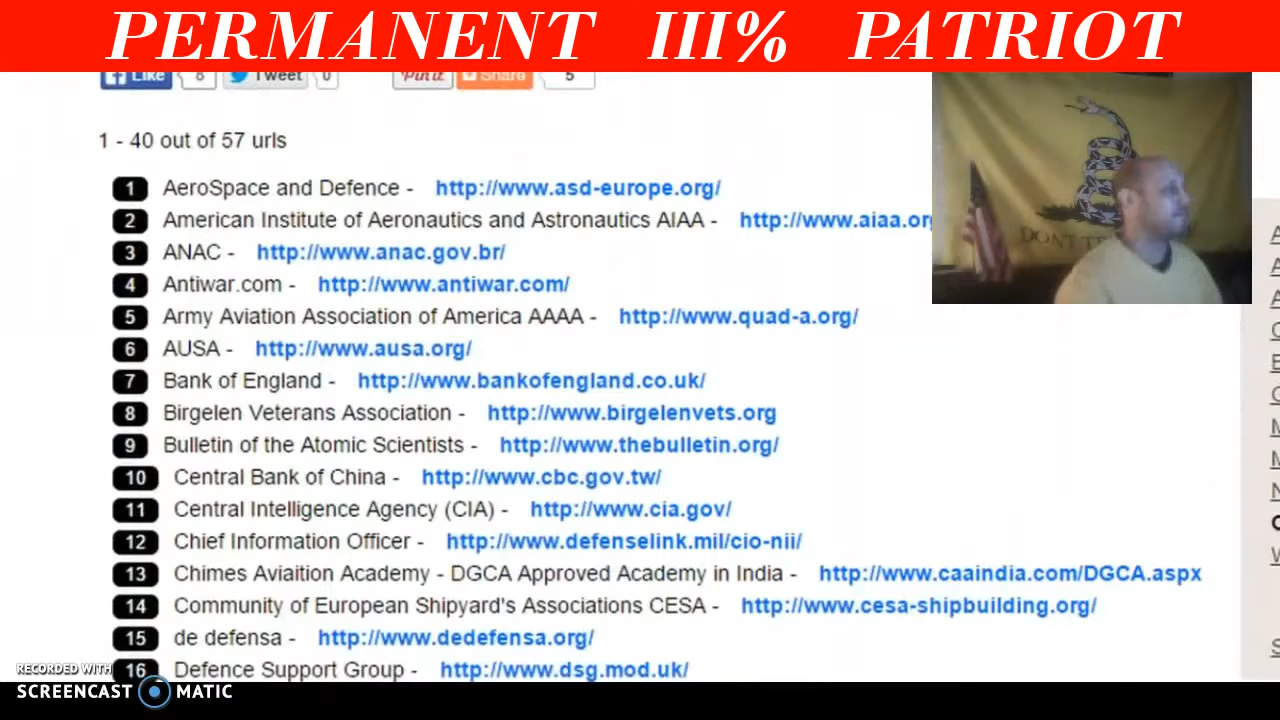 PERMANENT III% PATRIOT
Like 8 Tweet 0 Pin it Share 5
1 - 40 out of 57 urls
1 AeroSpace and Defence - http://www.asd-europe.org/
2 American Institute of Aeronautics and Astronautics AIAA - http://www.aiaa.or
3 ANAC - http://www.anac.gov.br/
4 Antiwar.com - http://www.antiwar.com/
5 Army Aviation Association of America AAAA - http://www.quad-a.org/
6 AUSA - http://www.ausa.org/
7 Bank of England - http://www.bankofengland.co.uk/
8 Birgelen Veterans Association - http://www.birgelenvets.org
9 Bulletin of the Atomic Scientists - http://www.thebulletin.org/
10 Central Bank of China - http://www.cbc.gov.tw/
11 Central Intelligence Agency (CIA) - http://www.cia.gov/
12 Chief Information Officer - http://www.defenselink.mil/cio-nii/
13 Chimes Aviaition Academy - DGCA Approved Academy in India - http://www.caaindia.com/DGCA.aspx
14 Community of European Shipyard's Associations CESA - http://www.cesa-shipbuilding.org/
15 de defensa - http://www.dedefensa.org/
16 Defence Support Group - http://www.dsg.mod.uk/
DONT
RECORDED WITH
SCREENCAST MATIC